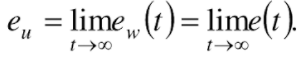 e_u = lim_{t→∞} e_w(t) = lim_{t→∞} e(t).